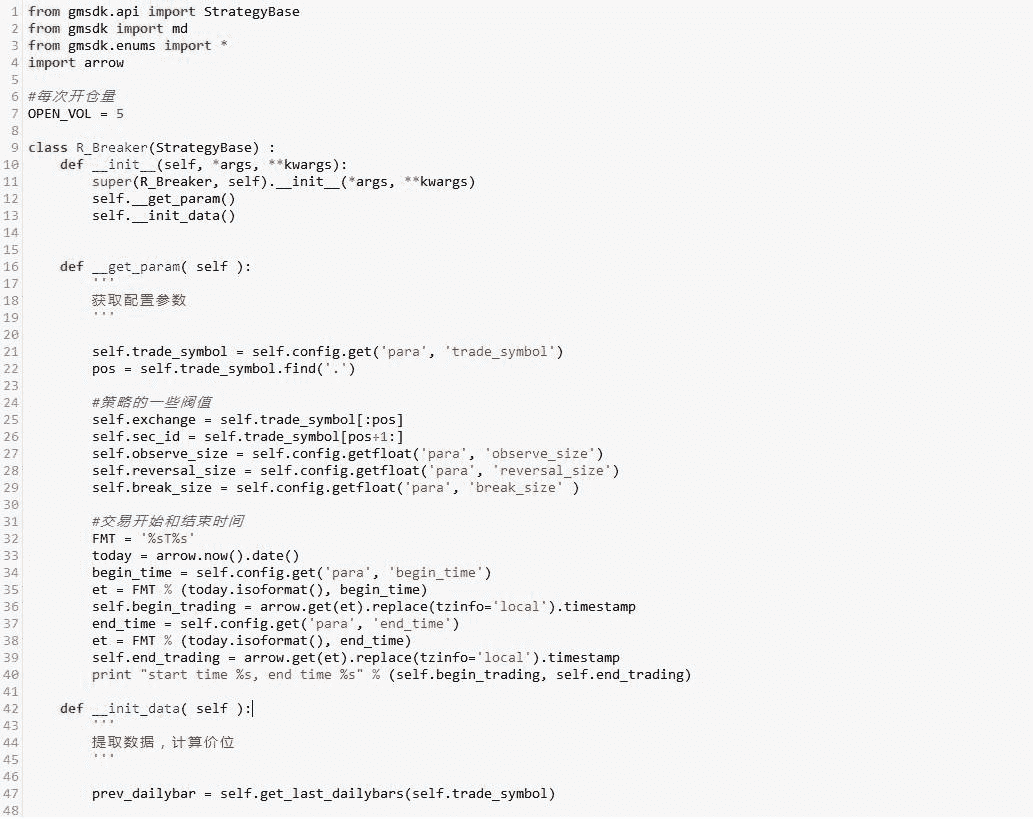 1 from gmsdk.api import StrategyBase
2 from gmsdk import md
3 from gmsdk.enums import *
4 import arrow
5
6 #每次开仓量
7 OPEN_VOL = 5
8
9 class R_Breaker(StrategyBase) :
10     def __init__(self, *args, **kwargs):
11         super(R_Breaker, self).__init__(*args, **kwargs)
12         self.__get_param()
13         self.__init_data()
14
15
16     def __get_param( self ):
17         '''
18         获取配置参数
19         '''
20
21         self.trade_symbol = self.config.get('para', 'trade_symbol')
22         pos = self.trade_symbol.find('.')
23
24         #策略的一些阀值
25         self.exchange = self.trade_symbol[:pos]
26         self.sec_id = self.trade_symbol[pos+1:]
27         self.observe_size = self.config.getfloat('para', 'observe_size')
28         self.reversal_size = self.config.getfloat('para', 'reversal_size')
29         self.break_size = self.config.getfloat('para', 'break_size' )
30
31         #交易开始和结束时间
32         FMT = '%sT%s'
33         today = arrow.now().date()
34         begin_time = self.config.get('para', 'begin_time')
35         et = FMT % (today.isoformat(), begin_time)
36         self.begin_trading = arrow.get(et).replace(tzinfo='local').timestamp
37         end_time = self.config.get('para', 'end_time')
38         et = FMT % (today.isoformat(), end_time)
39         self.end_trading = arrow.get(et).replace(tzinfo='local').timestamp
40         print "start time %s, end time %s" % (self.begin_trading, self.end_trading)
41
42     def __init_data( self ):
43         '''
44         提取数据，计算价位
45         '''
46
47         prev_dailybar = self.get_last_dailybars(self.trade_symbol)
48